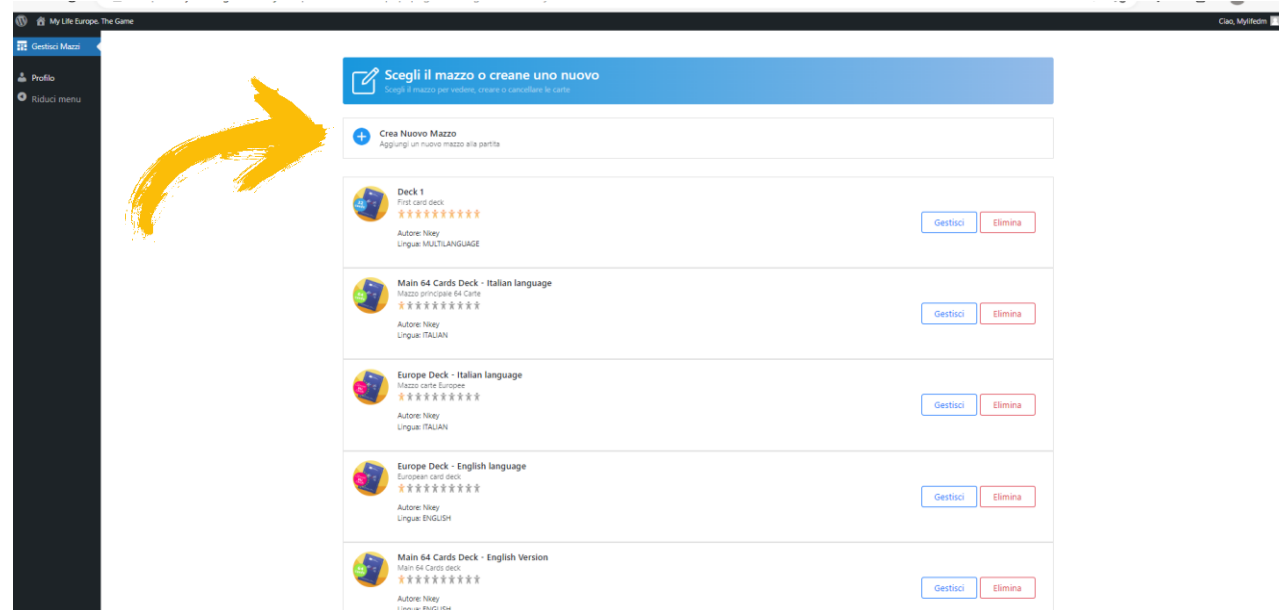 My Life Europe. The Game
Ciao, Mylifedm
Gestisci Mazzi
Profilo
Riduci menu
Scegli il mazzo o creane uno nuovo
Scegli il mazzo per vedere, creare o cancellare le carte
Crea Nuovo Mazzo
Aggiungi un nuovo mazzo alla partita
Deck 1
First card deck
Autore: Nkey
Lingua: MULTILANGUAGE
Gestisci
Elimina
Main 64 Cards Deck - Italian language
Mazzo principale 64 Carte
Autore: Nkey
Lingua: ITALIAN
Gestisci
Elimina
Europe Deck - Italian language
Mazzo carte Europee
Autore: Nkey
Lingua: ITALIAN
Gestisci
Elimina
Europe Deck - English language
European card deck
Autore: Nkey
Lingua: ENGLISH
Gestisci
Elimina
Main 64 Cards Deck - English Version
Main 64 Cards deck
Autore: Nkey
Lingua: ENGLISH
Gestisci
Elimina